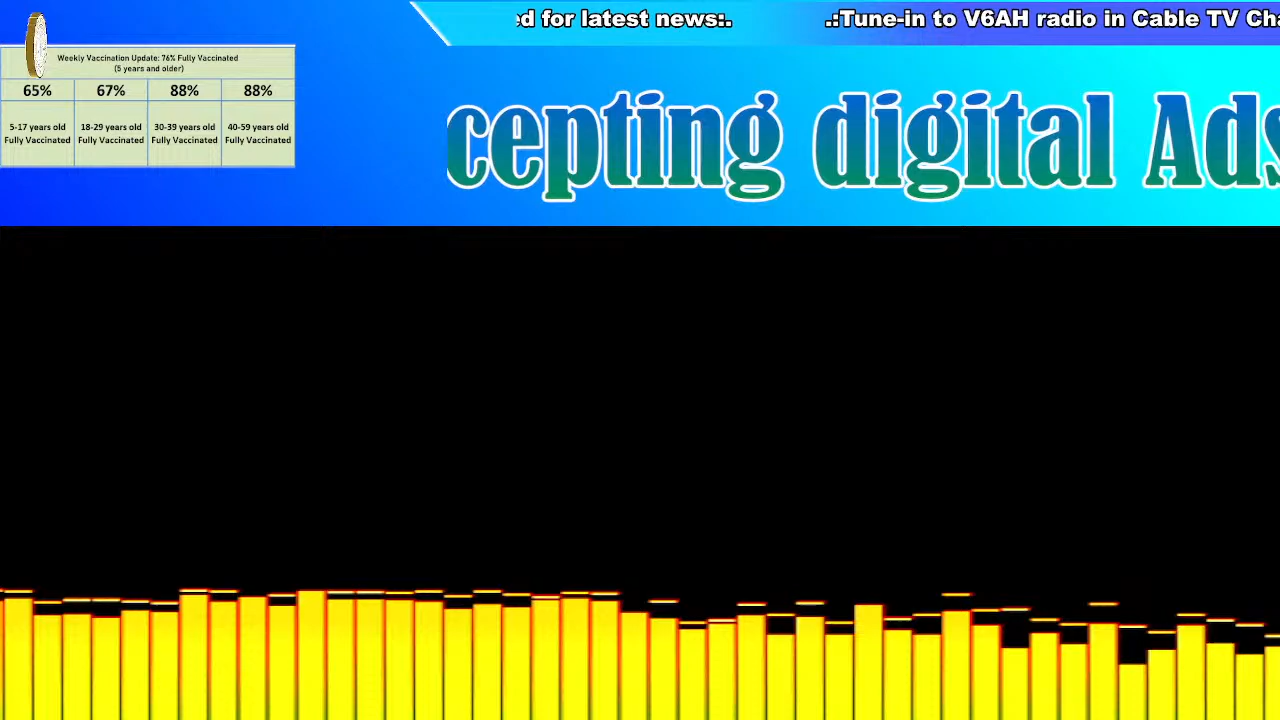 ed for latest news:. .:Tune-in to V6AH radio in Cable TV Cha
Weekly Vaccination Update: 76% Fully Vaccinated
(5 years and older)
65% 67% 88% 88%
5-17 years old 18-29 years old 30-39 years old 40-59 years old
Fully Vaccinated Fully Vaccinated Fully Vaccinated Fully Vaccinated
cepting digital Ads